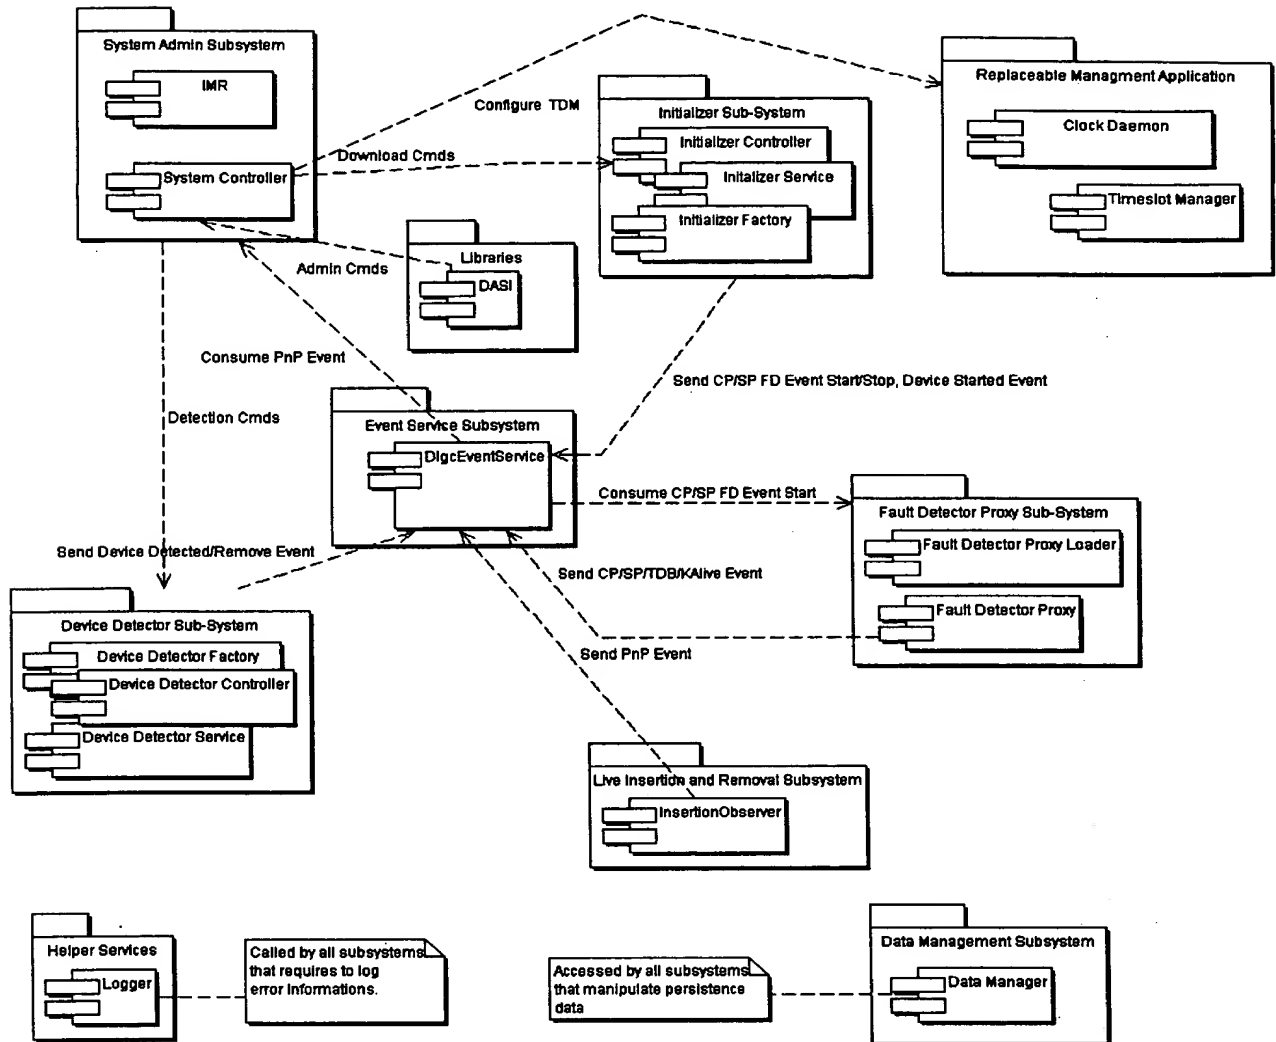 System Admin Subsystem
IMR
System Controller
Configure TDM
Download Cmds
Initializer Sub-System
Initializer Controller
Initalizer Service
Initializer Factory
Replaceable Managment Application
Clock Daemon
Timeslot Manager
Admin Cmds
Libraries
DASI
Consume PnP Event
Detection Cmds
Send CP/SP FD Event Start/Stop, Device Started Event
Event Service Subsystem
DlgcEventService
Consume CP/SP FD Event Start
Fault Detector Proxy Sub-System
Fault Detector Proxy Loader
Fault Detector Proxy
Send Device Detected/Remove Event
Send CP/SP/TDB/KAlive Event
Send PnP Event
Device Detector Sub-System
Device Detector Factory
Device Detector Controller
Device Detector Service
Live Insertion and Removal Subsystem
InsertionObserver
Helper Services
Logger
Called by all subsystems
that requires to log
error informations.
Accessed by all subsystems
that manipulate persistence
data
Data Management Subsystem
Data Manager